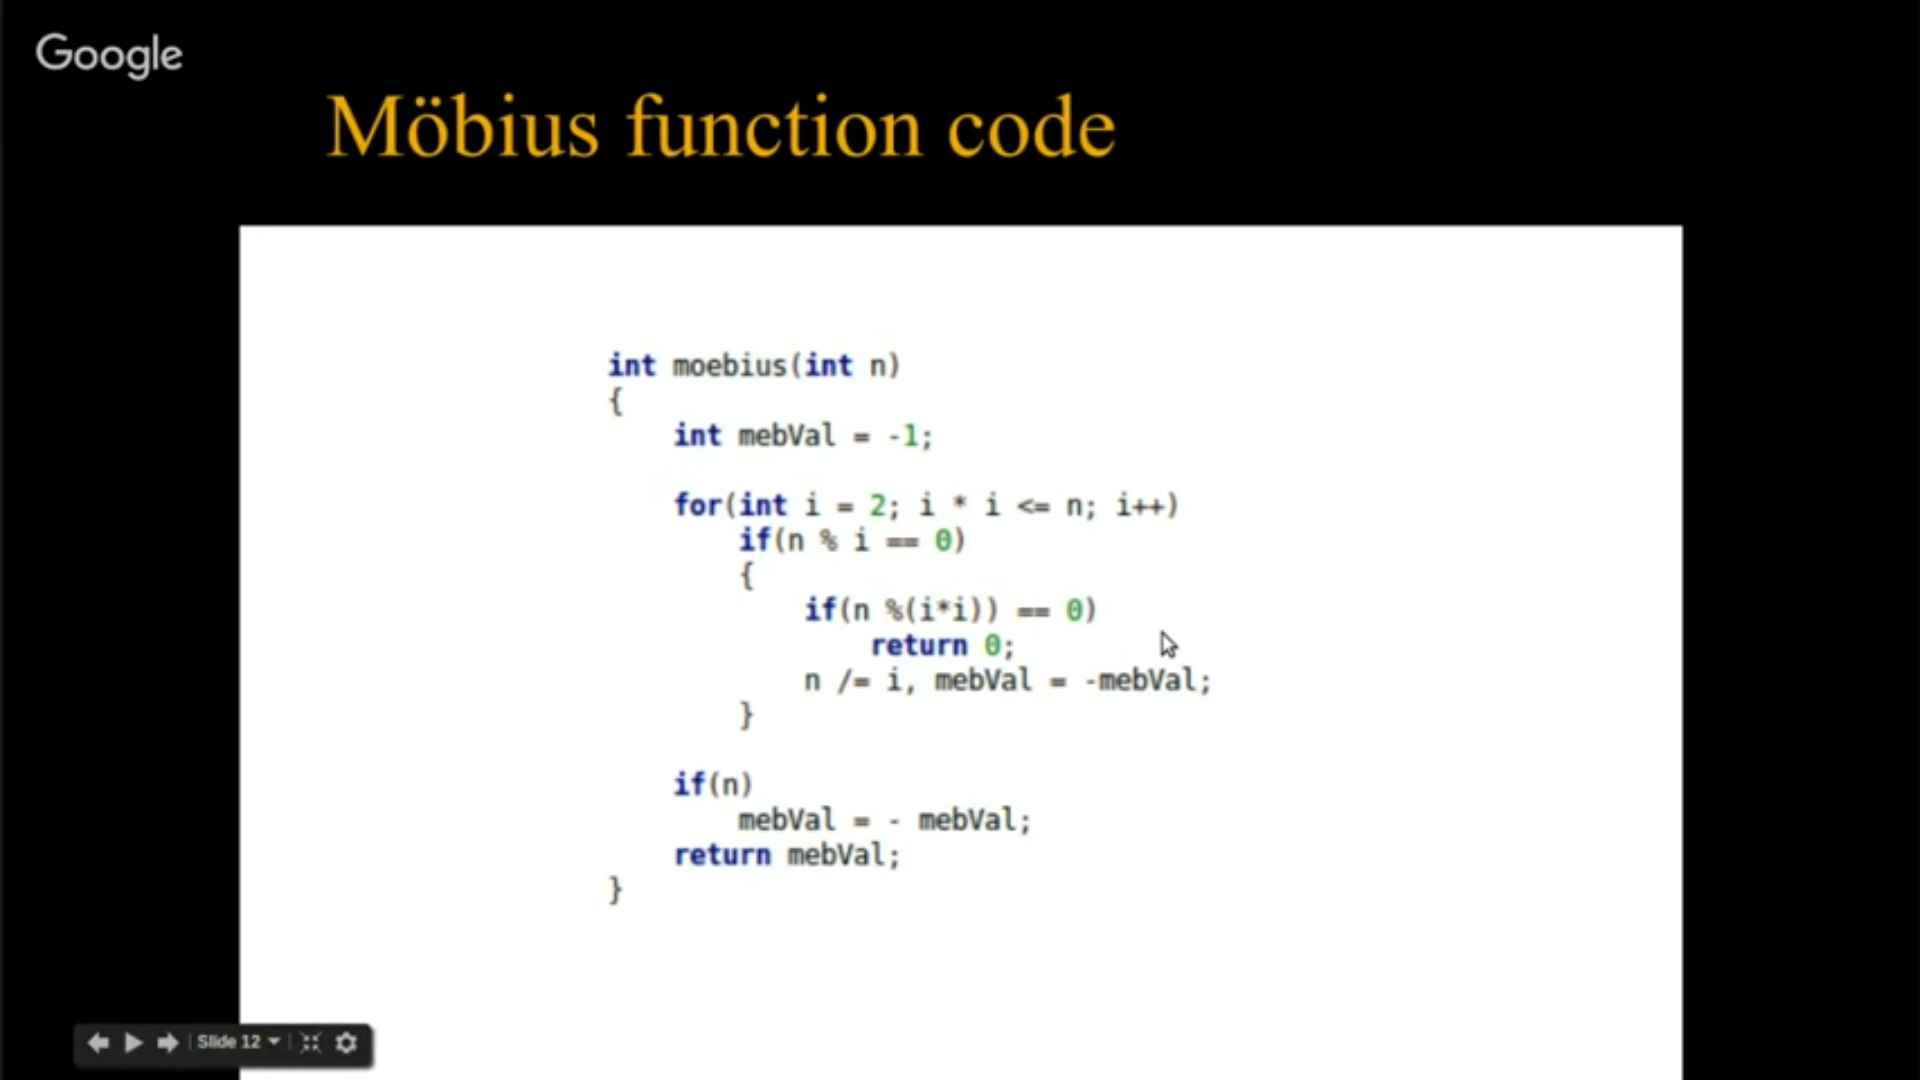 Google
Möbius function code
int moebius(int n)
{
int mebVal = -1;
for(int i = 2; i * i <= n; i++)
if(n % i == 0)
{
if(n %(i*i)) == 0)
return 0;
n /= i, mebVal = -mebVal;
}
if(n)
mebVal = - mebVal;
return mebVal;
}
Slide 12